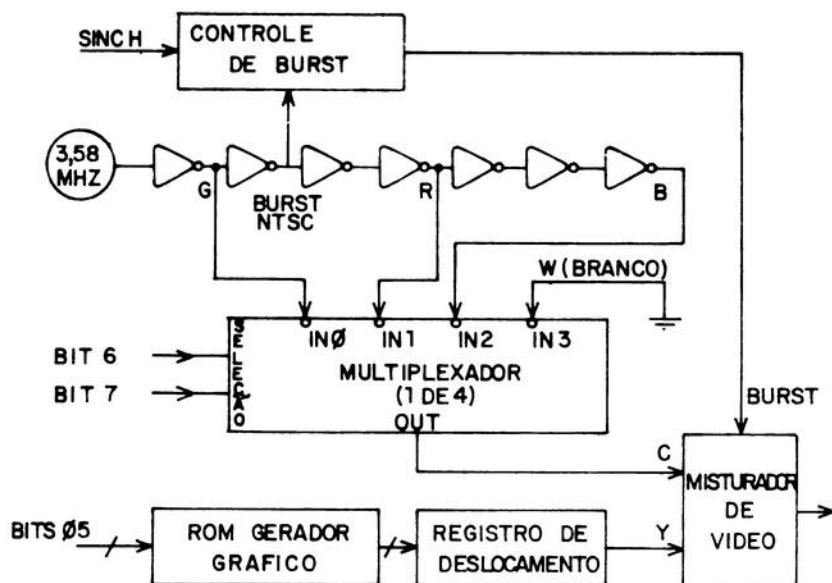 SINCH
CONTROLE
DE BURST
3,58
MHZ
G
BURST
NTSC
R
B
W (BRANCO)
SELEÇÃO
INØ
IN1
IN2
IN3
BIT 6
BIT 7
MULTIPLEXADOR
(1 DE 4)
OUT
BURST
C
MISTURADOR
DE
VIDEO
BITS Ø5
ROM GERADOR
GRAFICO
REGISTRO DE
DESLOCAMENTO
Y